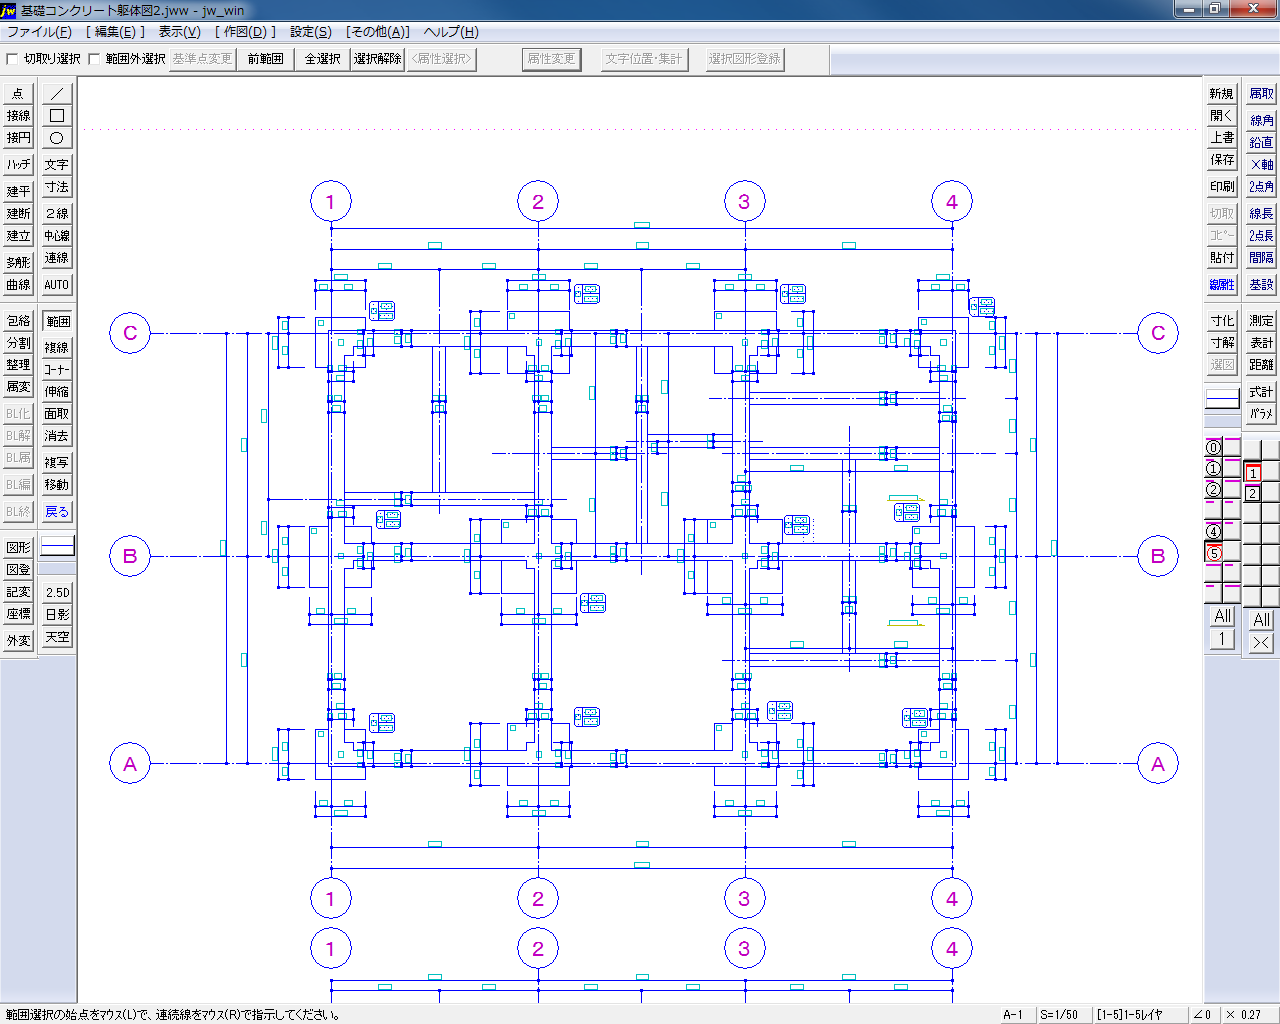 基礎コンクリート躯体図2.jww - jw_win
ファイル(F) [ 編集(E) ] 表示(V) [ 作図(D) ] 設定(S) [その他(A)] ヘルプ(H)
切取り選択 範囲外選択 基準点変更 前範囲 全選択 選択解除 <属性選択> 属性変更 文字位置・集計 選択図形登録
点 ／
接線 □
接円 ○
ハッチ 文字
建平 寸法
建断 2線
建立 中心線
多角形 連線
曲線 AUTO
包絡 範囲
分割 複線
整理 コーナー
属変 伸縮
BL化 面取
BL解 消去
BL属 複写
BL編 移動
BL終 戻る
図形
図登
記変 2.5D
座標 日影
外変 天空
新規 属取
開く 線角
上書 鉛直
保存 X軸
印刷 2点角
切取 線長
コピー 2点長
貼付 間隔
線属性 基設
寸化 測定
寸解 表計
選図 距離
式計
パラメ
0
1 1
2 2
4
5
All All
1 ×
1 2 3 4
C C
B B
A A
1 2 3 4
1 2 3 4
範囲選択の始点をマウス(L)で、連続線をマウス(R)で指示してください。 A-1 S=1/50 [1-5]1-5レイヤ ∠0 × 0.27